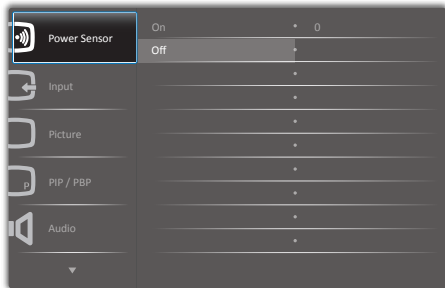 Power Sensor
On 0
Off
Input
Picture
P
PIP / PBP
Audio